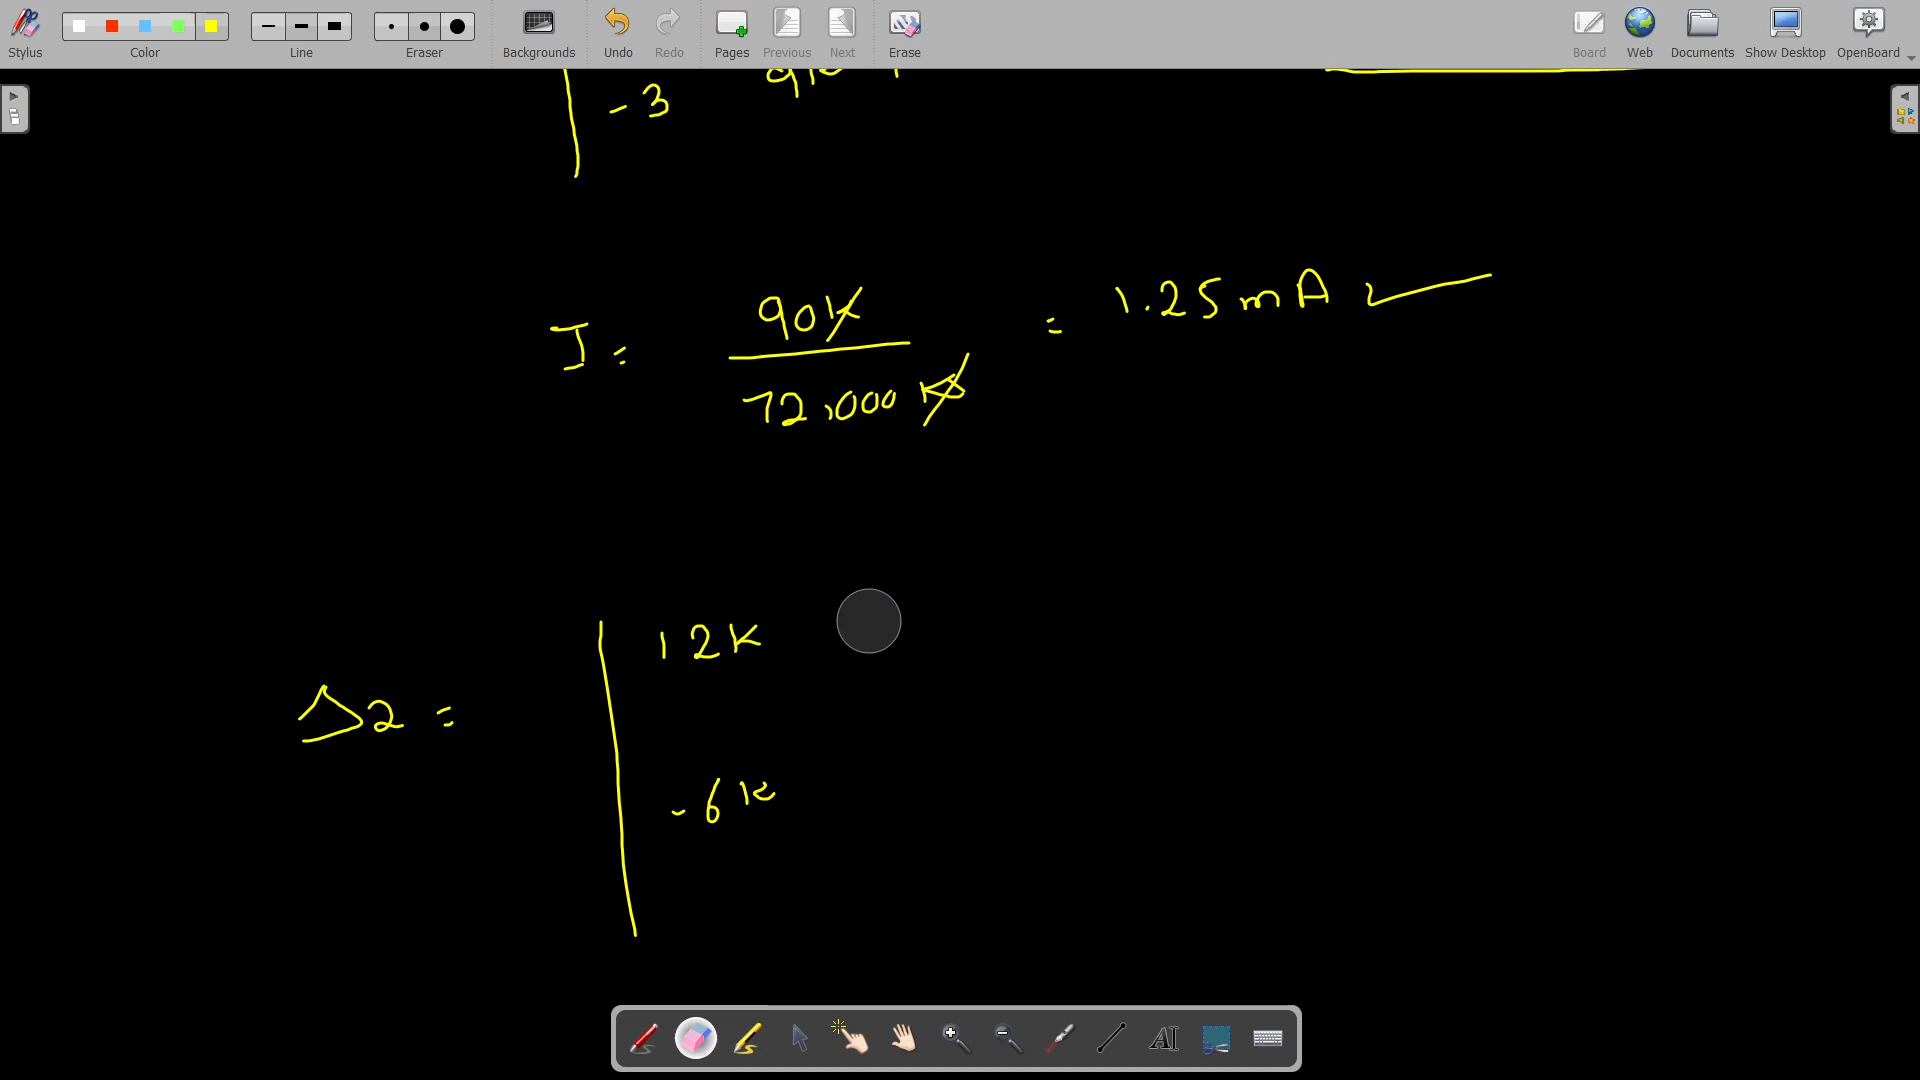 Stylus Color Line Eraser Backgrounds Undo Redo Pages Previous Next Erase Board Web Documents Show Desktop OpenBoard
-3
I = 90K / 72,000 K = 1.25 mA
12K
Δ2 =
-6K
AI